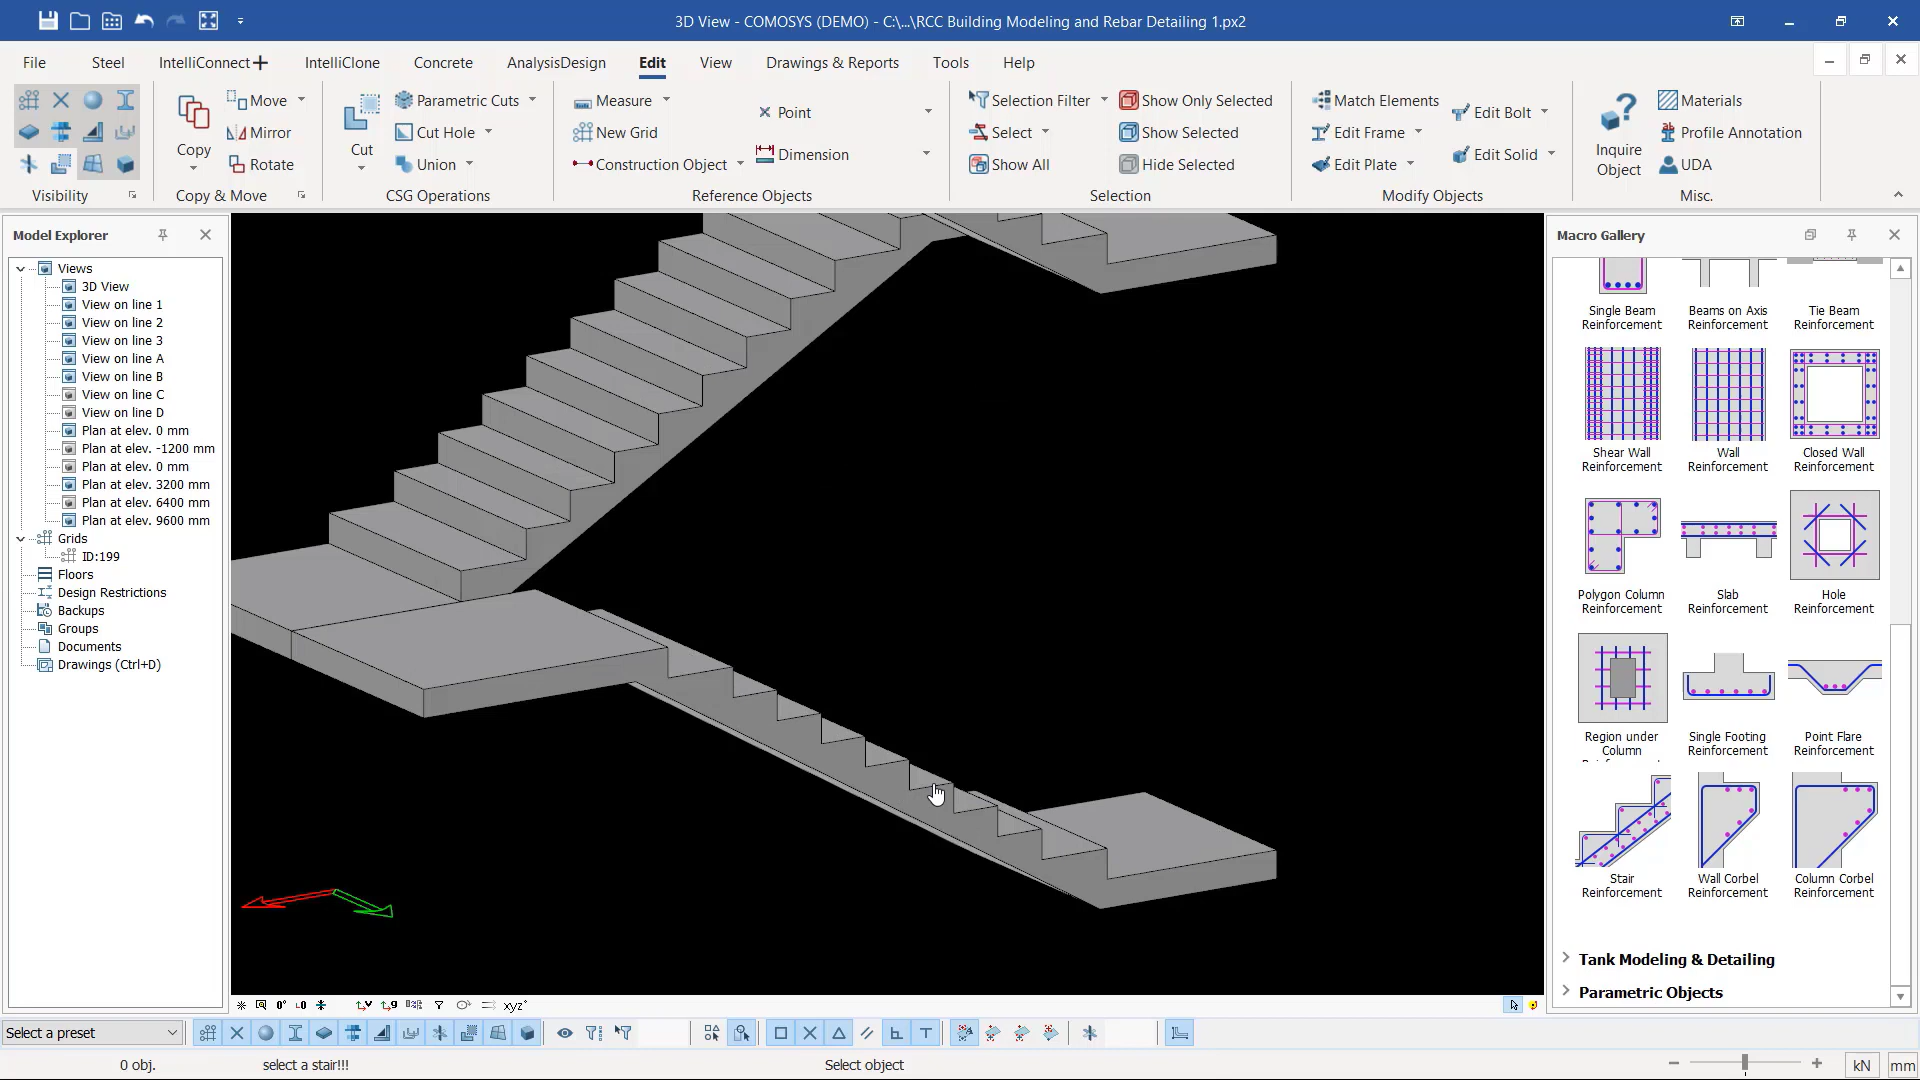 3D View - COMOSYS (DEMO) - C:\...\RCC Building Modeling and Rebar Detailing 1.px2
File Steel IntelliConnect+ IntelliClone Concrete AnalysisDesign Edit View Drawings & Reports Tools Help
Copy Move Mirror Rotate
Cut Parametric Cuts Cut Hole Union
Measure New Grid Construction Object Point Dimension
Selection Filter Select Show All Show Only Selected Show Selected Hide Selected
Match Elements Edit Frame Edit Plate Edit Bolt Edit Solid
Inquire Object Materials Profile Annotation UDA
Visibility Copy & Move CSG Operations Reference Objects Selection Modify Objects Misc.
Model Explorer
Views
3D View
View on line 1
View on line 2
View on line 3
View on line A
View on line B
View on line C
View on line D
Plan at elev. 0 mm
Plan at elev. -1200 mm
Plan at elev. 0 mm
Plan at elev. 3200 mm
Plan at elev. 6400 mm
Plan at elev. 9600 mm
Grids
ID:199
Floors
Design Restrictions
Backups
Groups
Documents
Drawings (Ctrl+D)
Macro Gallery
Single Beam Reinforcement
Beams on Axis Reinforcement
Tie Beam Reinforcement
Shear Wall Reinforcement
Wall Reinforcement
Closed Wall Reinforcement
Polygon Column Reinforcement
Slab Reinforcement
Hole Reinforcement
Region under Column
Single Footing Reinforcement
Point Flare Reinforcement
Stair Reinforcement
Wall Corbel Reinforcement
Column Corbel Reinforcement
Tank Modeling & Detailing
Parametric Objects
xyz
Select a preset
0 obj. select a stair!!! Select object kN mm